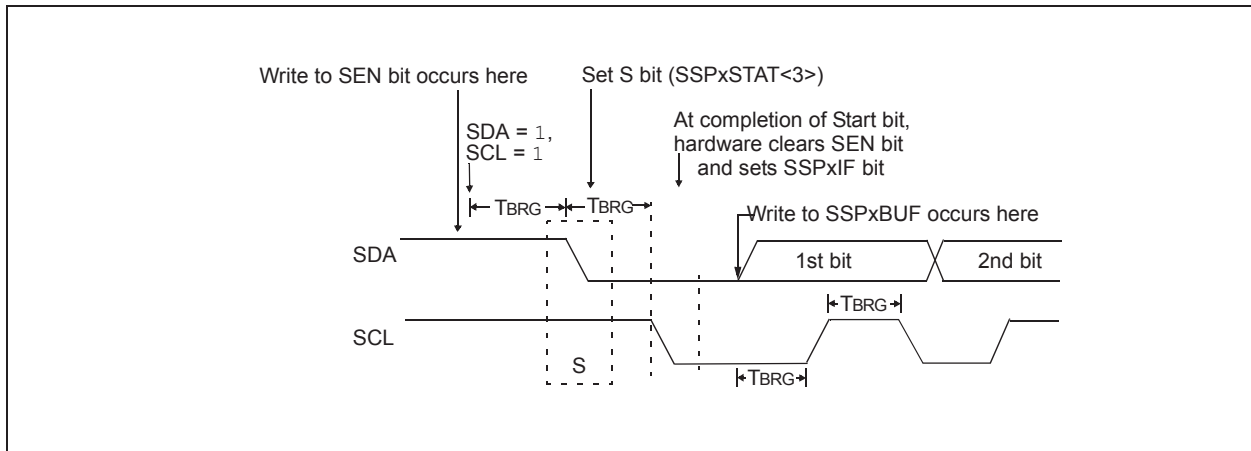 Write to SEN bit occurs here
Set S bit (SSPxSTAT<3>)
SDA = 1,
SCL = 1
At completion of Start bit,
hardware clears SEN bit
and sets SSPxIF bit
TBRG
TBRG
Write to SSPxBUF occurs here
SDA
1st bit
2nd bit
TBRG
SCL
S
TBRG